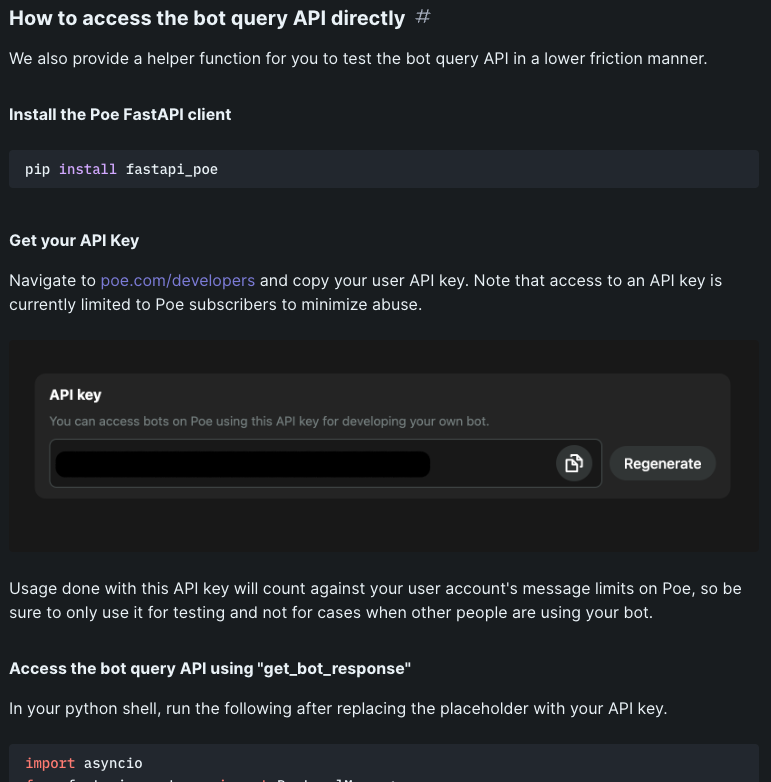 How to access the bot query API directly #
We also provide a helper function for you to test the bot query API in a lower friction manner.
Install the Poe FastAPI client
pip install fastapi_poe
Get your API Key
Navigate to poe.com/developers and copy your user API key. Note that access to an API key is
currently limited to Poe subscribers to minimize abuse.
API key
You can access bots on Poe using this API key for developing your own bot.
Regenerate
Usage done with this API key will count against your user account's message limits on Poe, so be
sure to only use it for testing and not for cases when other people are using your bot.
Access the bot query API using "get_bot_response"
In your python shell, run the following after replacing the placeholder with your API key.
import asyncio